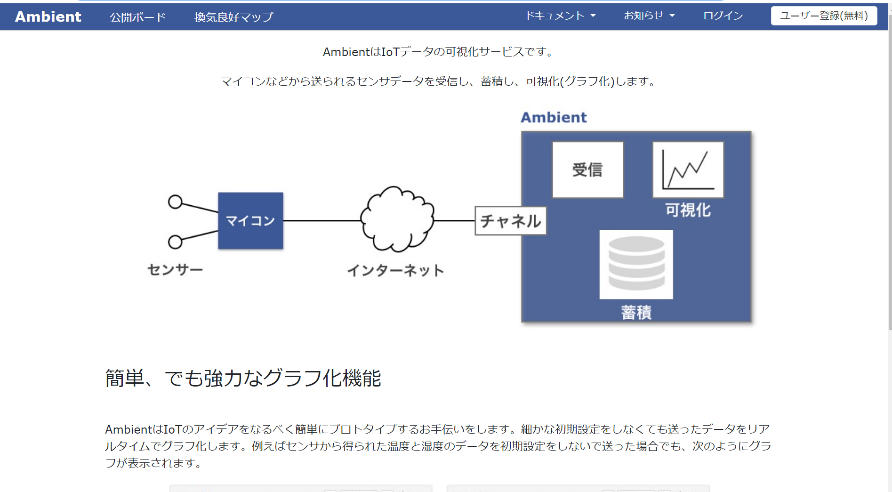 Ambient 公開ボード 換気良好マップ ドキュメント お知らせ ログイン ユーザー登録(無料)
AmbientはIoTデータの可視化サービスです。
マイコンなどから送られるセンサデータを受信し、蓄積し、可視化(グラフ化)します。
Ambient
受信
可視化
マイコン
チャネル
センサー
インターネット
蓄積
簡単、でも強力なグラフ化機能
AmbientはIoTのアイデアをなるべく簡単にプロトタイプするお手伝いをします。細かな初期設定をしなくても送ったデータをリア
ルタイムでグラフ化します。例えばセンサから得られた温度と湿度のデータを初期設定をしないで送った場合でも、次のようにグラ
フが表示されます。